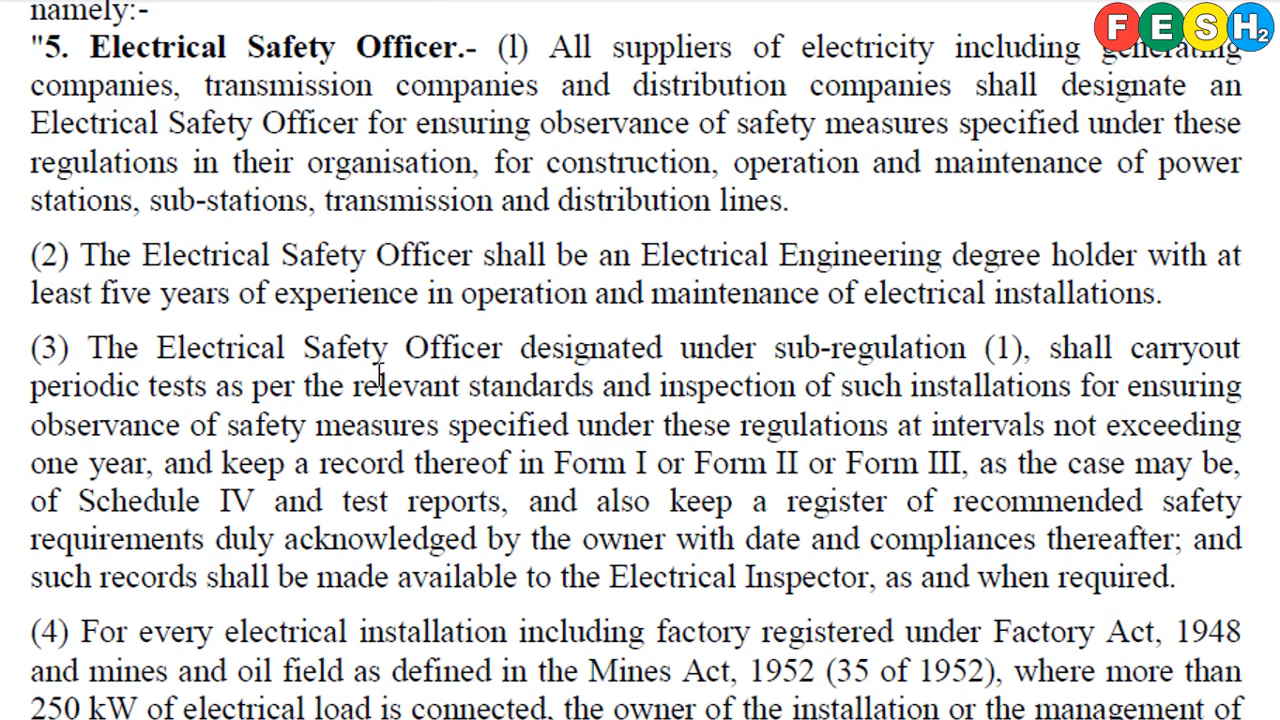 namely:-
FESH2
"5. Electrical Safety Officer.- (l) All suppliers of electricity including generating
companies, transmission companies and distribution companies shall designate an
Electrical Safety Officer for ensuring observance of safety measures specified under these
regulations in their organisation, for construction, operation and maintenance of power
stations, sub-stations, transmission and distribution lines.
(2) The Electrical Safety Officer shall be an Electrical Engineering degree holder with at
least five years of experience in operation and maintenance of electrical installations.
(3) The Electrical Safety Officer designated under sub-regulation (1), shall carryout
periodic tests as per the relevant standards and inspection of such installations for ensuring
observance of safety measures specified under these regulations at intervals not exceeding
one year, and keep a record thereof in Form I or Form II or Form III, as the case may be,
of Schedule IV and test reports, and also keep a register of recommended safety
requirements duly acknowledged by the owner with date and compliances thereafter; and
such records shall be made available to the Electrical Inspector, as and when required.
(4) For every electrical installation including factory registered under Factory Act, 1948
and mines and oil field as defined in the Mines Act, 1952 (35 of 1952), where more than
250 kW of electrical load is connected, the owner of the installation or the management of